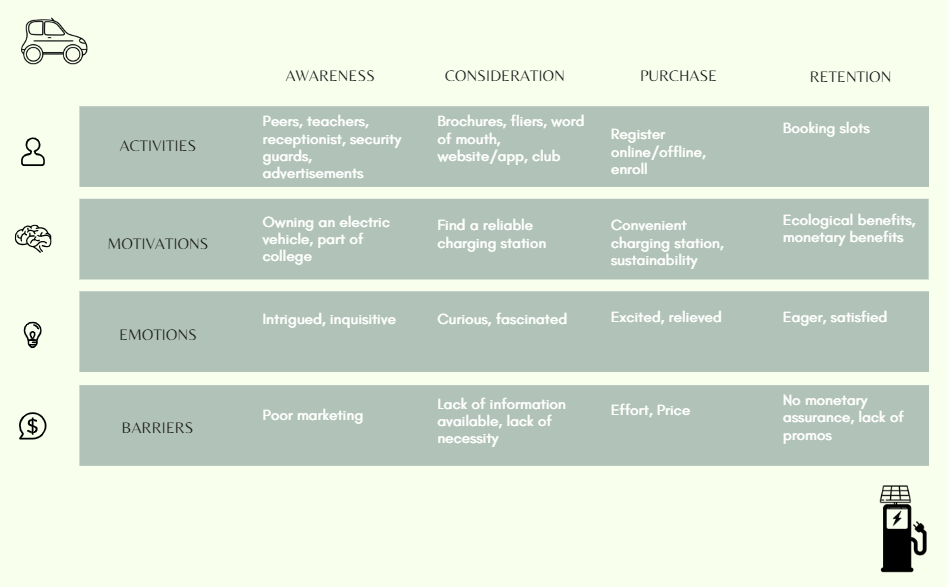 AWARENESS CONSIDERATION PURCHASE RETENTION
ACTIVITIES
Peers, teachers,
receptionist, security
guards,
advertisements
Brochures, fliers, word
of mouth,
website/app, club
Register
online/offline,
enroll
Booking slots
MOTIVATIONS
Owning an electric
vehicle, part of
college
Find a reliable
charging station
Convenient
charging station,
sustainability
Ecological benefits,
monetary benefits
EMOTIONS
Intrigued, inquisitive
Curious, fascinated
Excited, relieved
Eager, satisfied
BARRIERS
Poor marketing
Lack of information
available, lack of
necessity
Effort, Price
No monetary
assurance, lack of
promos
$